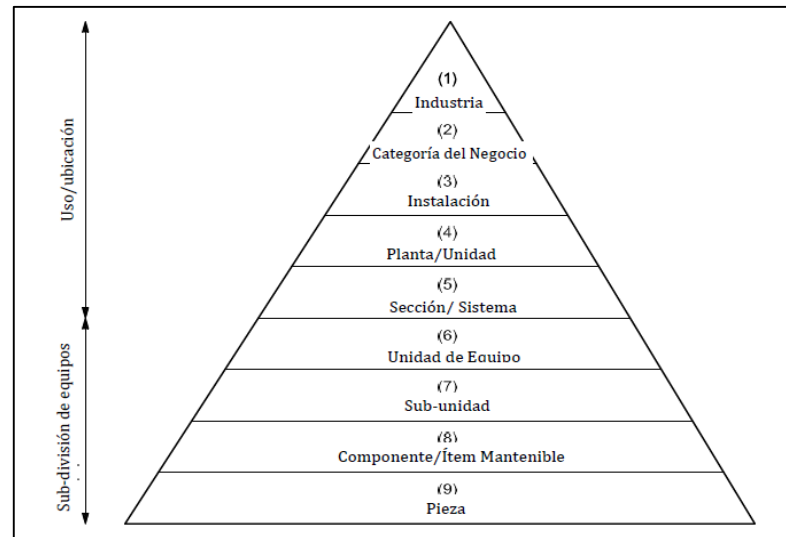 (1)
Industria
(2)
Categoría del Negocio
(3)
Instalación
(4)
Planta/Unidad
(5)
Sección/ Sistema
(6)
Unidad de Equipo
(7)
Sub-unidad
(8)
Componente/Ítem Mantenible
(9)
Pieza
Uso/ubicación
Sub-división de equipos